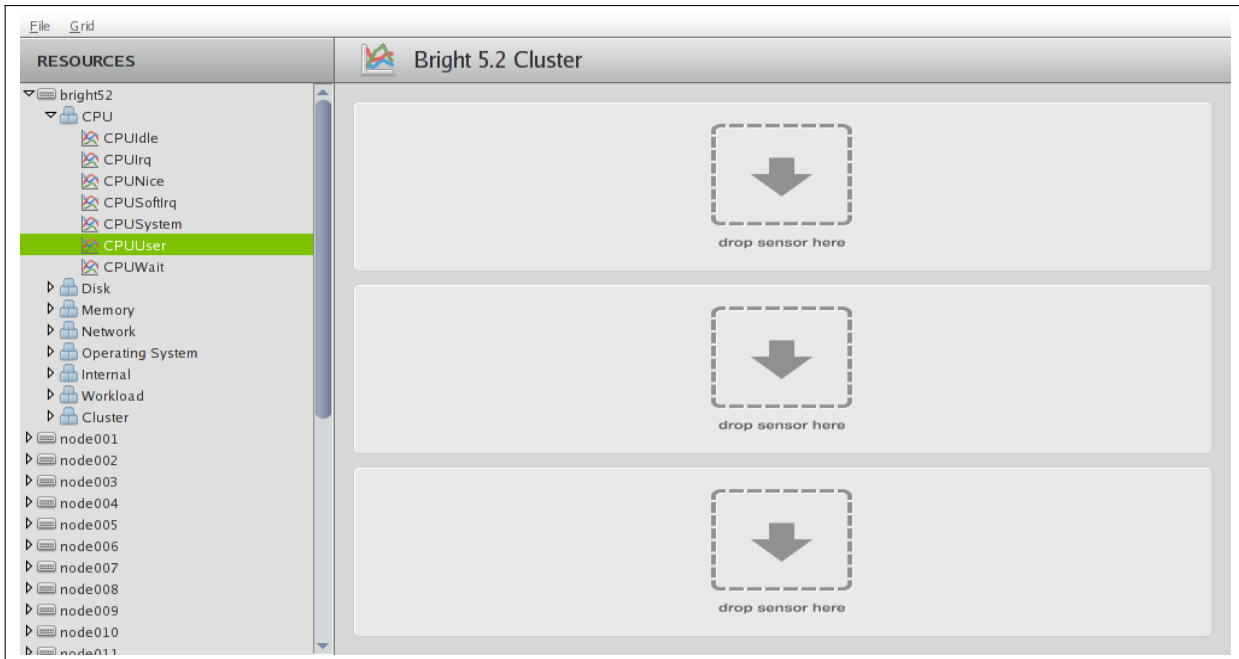 File Grid
RESOURCES
Bright 5.2 Cluster
bright52
CPU
CPUIdle
CPUIrq
CPUNice
CPUSoftIrq
CPUSystem
CPUUser
CPUWait
Disk
Memory
Network
Operating System
Internal
Workload
Cluster
node001
node002
node003
node004
node005
node006
node007
node008
node009
node010
node011
drop sensor here
drop sensor here
drop sensor here